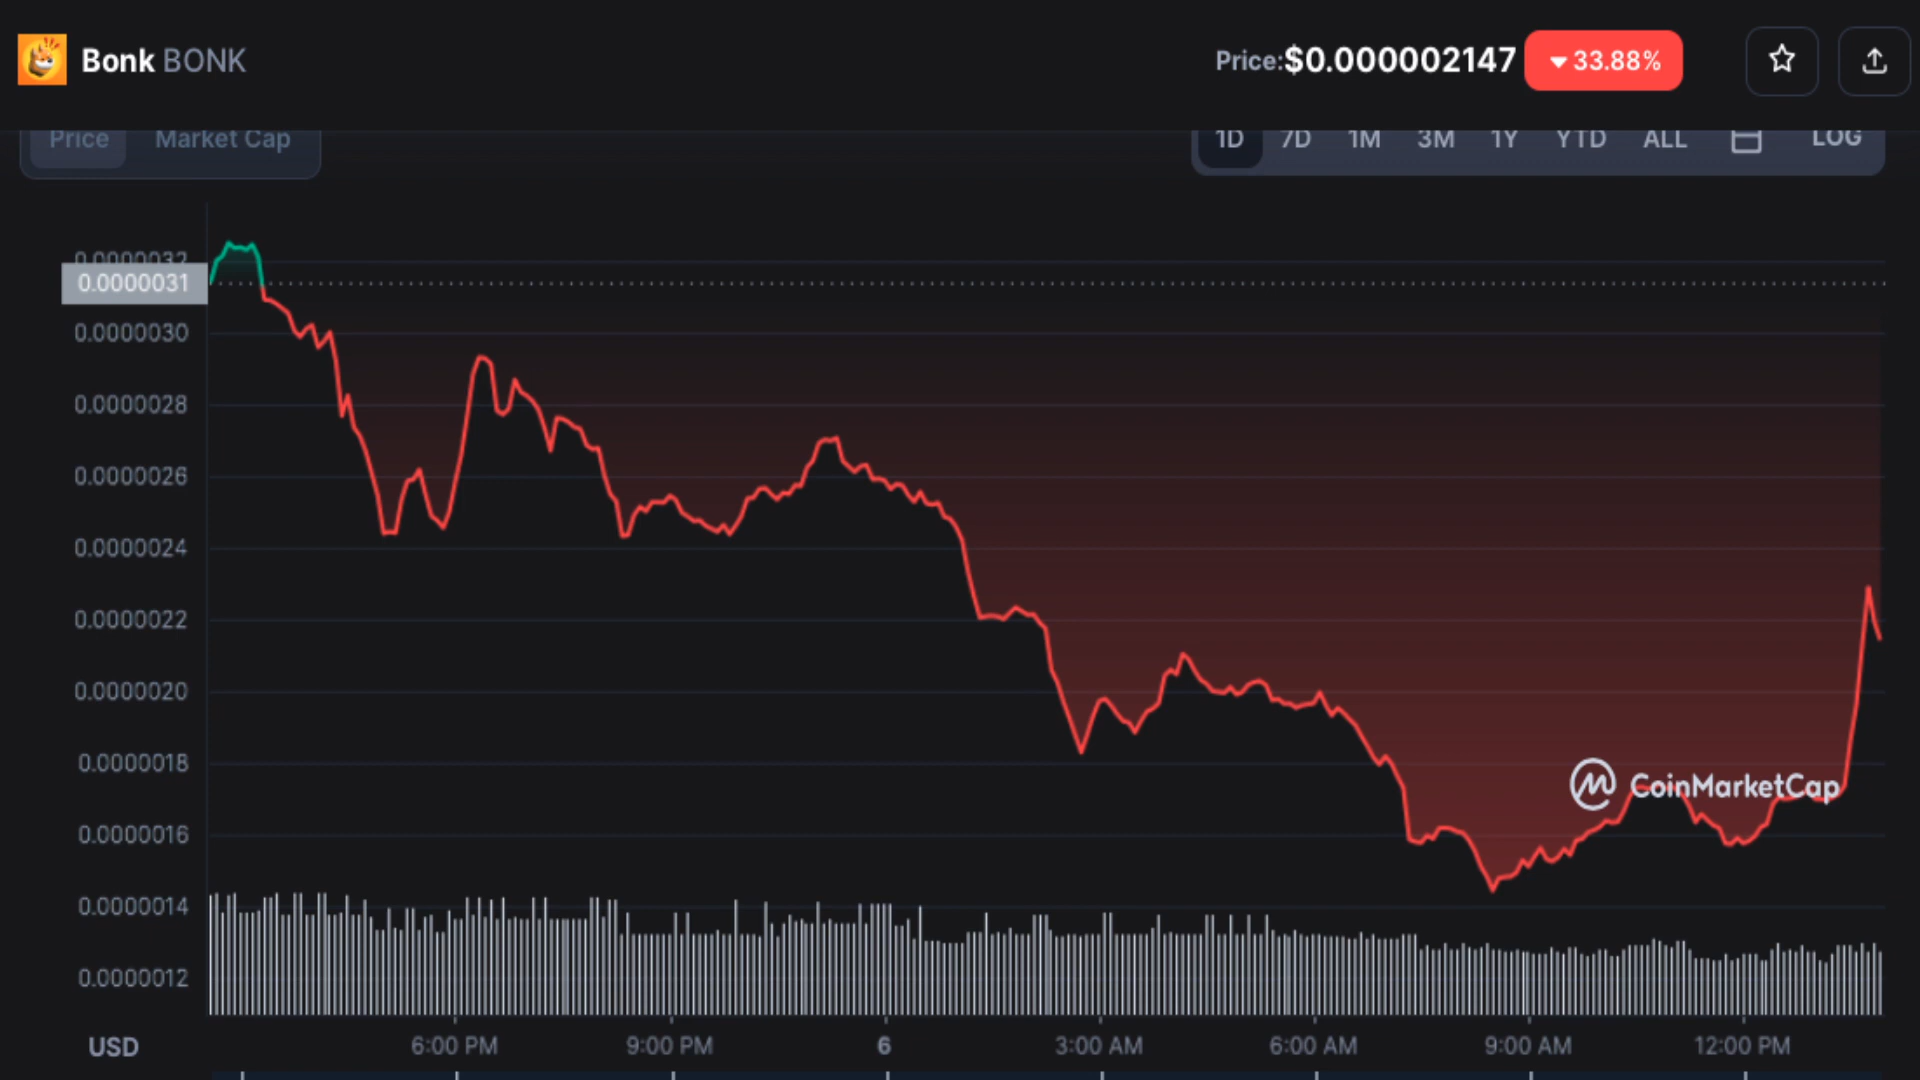 Bonk BONK
Price:$0.000002147 33.88%
Price Market Cap
1D 7D 1M 3M 1Y YTD ALL LOG
0.0000032
0.0000031
0.0000030
0.0000028
0.0000026
0.0000024
0.0000022
0.0000020
0.0000018
CoinMarketCap
0.0000016
0.0000014
0.0000012
USD 6:00 PM 9:00 PM 6 3:00 AM 6:00 AM 9:00 AM 12:00 PM